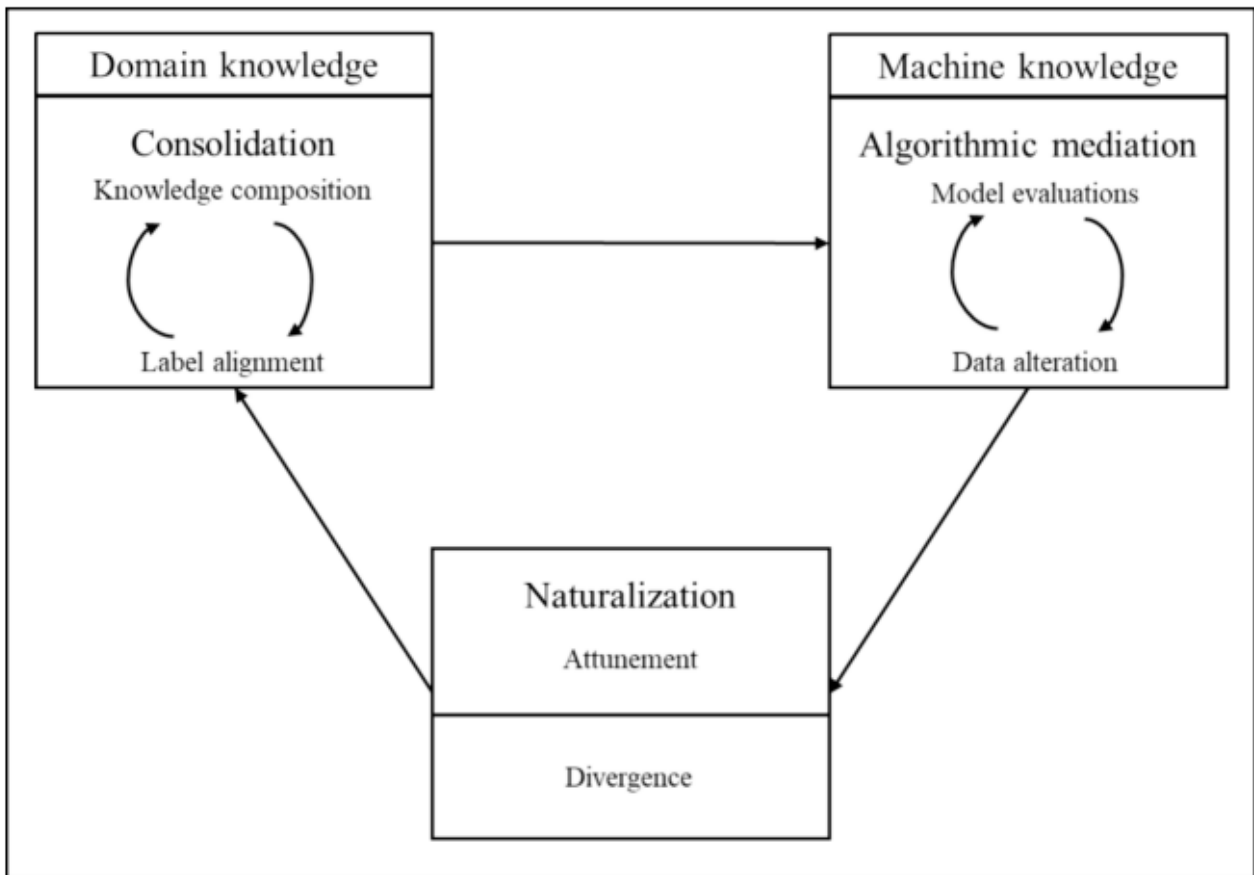 Domain knowledge
Consolidation
Knowledge composition
Label alignment
Machine knowledge
Algorithmic mediation
Model evaluations
Data alteration
Naturalization
Attunement
Divergence